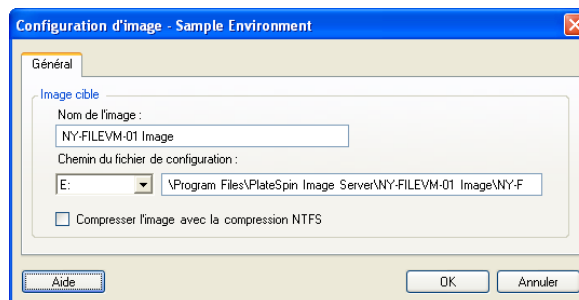 Configuration d'image - Sample Environment
Général
Image cible
Nom de l'image :
NY-FILEVM-01 Image
Chemin du fichier de configuration :
E: \Program Files\PlateSpin Image Server\NY-FILEVM-01 Image\NY-F
Compresser l'image avec la compression NTFS
Aide OK Annuler